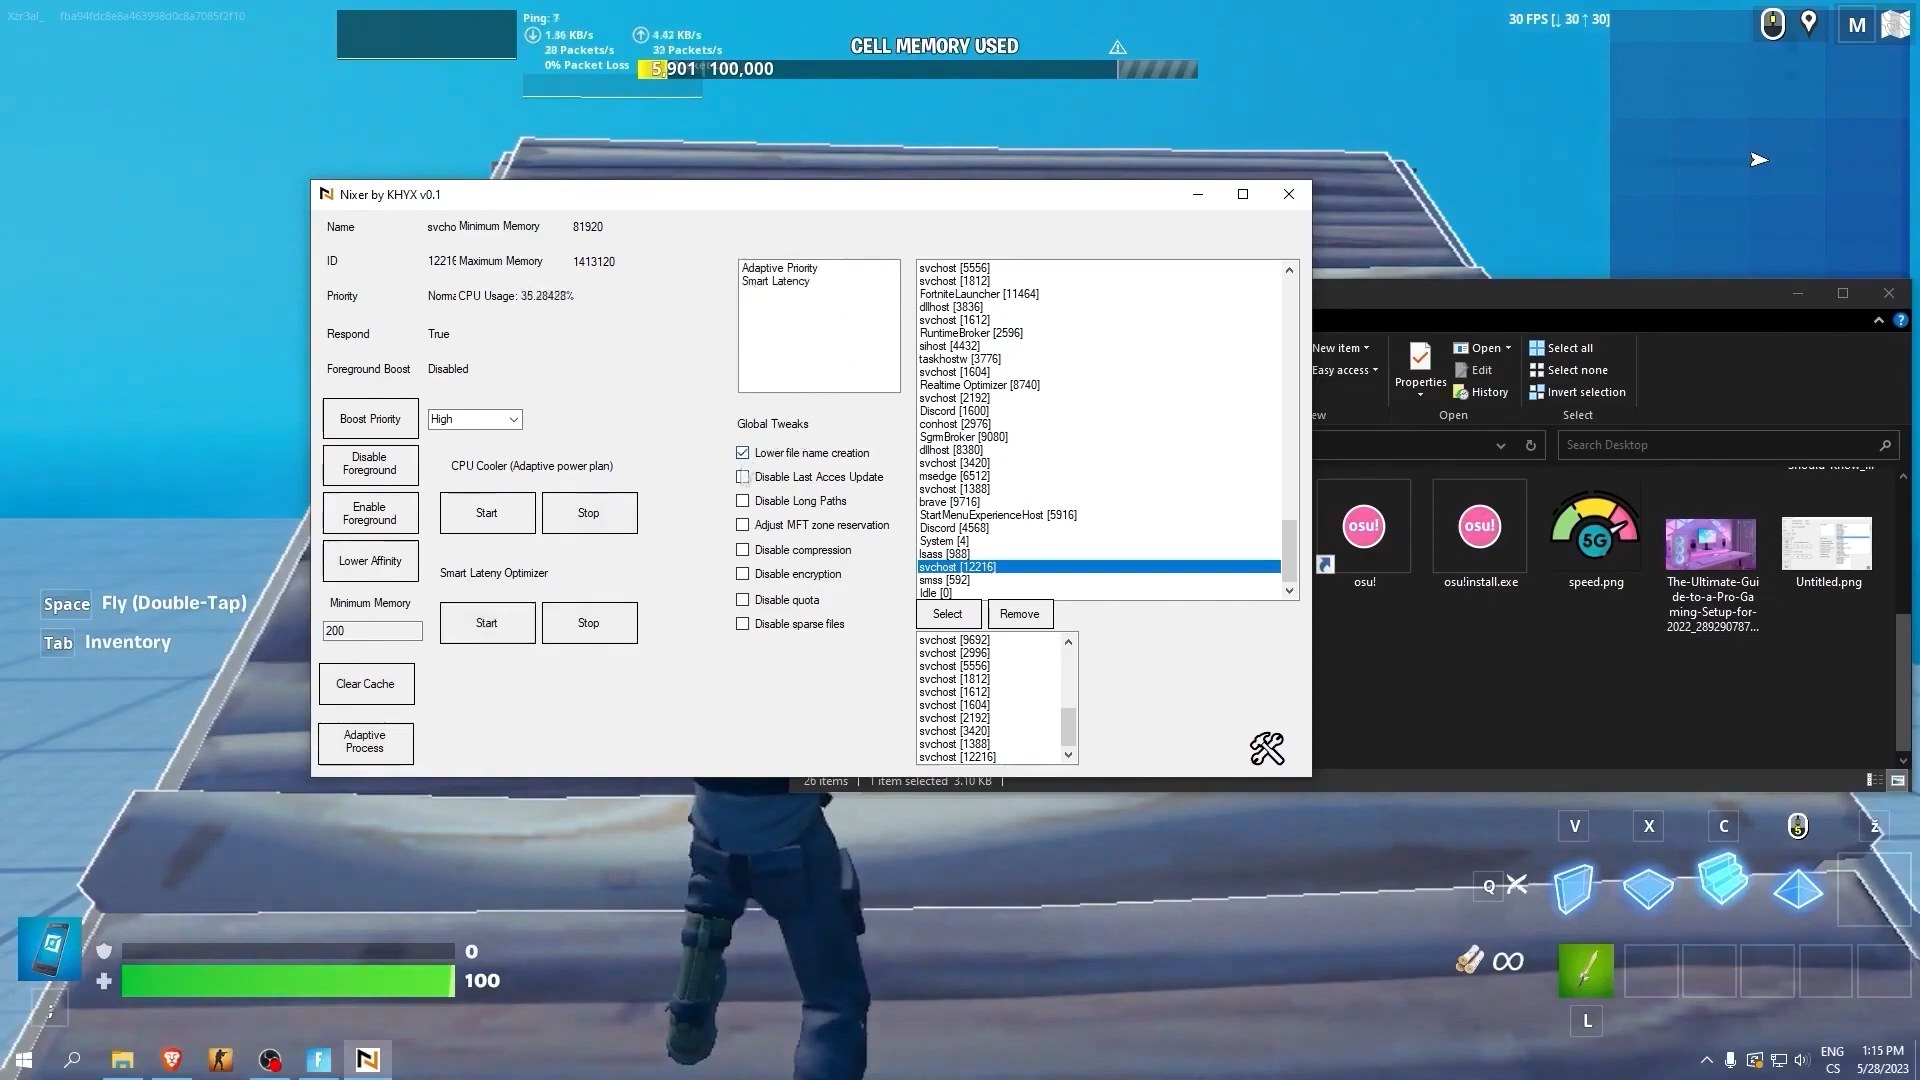 Xzr3al_ fba94fdc8e8a463998d0c8a7085f2f10
Ping: 7
1.86 KB/s 4.42 KB/s
28 Packets/s 32 Packets/s
0% Packet Loss
CELL MEMORY USED
5,901 | 100,000
30 FPS [↓ 30 ↑ 30]
M
Nixer by KHYX v0.1
Name svcho Minimum Memory 81920
ID 12216 Maximum Memory 1413120
Priority Norma CPU Usage: 35.28428%
Respond True
Foreground Boost Disabled
Boost Priority High
Disable Foreground
CPU Cooler (Adaptive power plan)
Enable Foreground
Start Stop
Lower Affinity
Smart Lateny Optimizer
Minimum Memory
200
Start Stop
Clear Cache
Adaptive Process
Adaptive Priority
Smart Latency
Global Tweaks
Lower file name creation
Disable Last Acces Update
Disable Long Paths
Adjust MFT zone reservation
Disable compression
Disable encryption
Disable quota
Disable sparse files
svchost [5556]
svchost [1812]
FortniteLauncher [11464]
dllhost [3836]
svchost [1612]
RuntimeBroker [2596]
sihost [4432]
taskhostw [3776]
svchost [1604]
Realtime Optimizer [8740]
svchost [2192]
Discord [1600]
conhost [2976]
SgrmBroker [9080]
dllhost [8380]
svchost [3420]
msedge [6512]
svchost [1388]
brave [9716]
StartMenuExperienceHost [5916]
Discord [4568]
System [4]
lsass [988]
svchost [12216]
smss [592]
Idle [0]
Select Remove
svchost [9692]
svchost [2996]
svchost [5556]
svchost [1812]
svchost [1612]
svchost [1604]
svchost [2192]
svchost [3420]
svchost [1388]
svchost [12216]
New item Open Select all
Easy access Properties Edit Select none
History Invert selection
ew Open Select
Search Desktop
osu! osu! 5G
osu! osu!install.exe speed.png The-Ultimate-Gui Untitled.png
de-to-a-Pro-Ga
ming-Setup-for-
2022_289290787...
26 items 1 item selected 3.10 KB
Space Fly (Double-Tap)
Tab Inventory
V X C 5 ž
Q
∞
L
0
100
;
F
ENG 1:15 PM
CS 5/28/2023